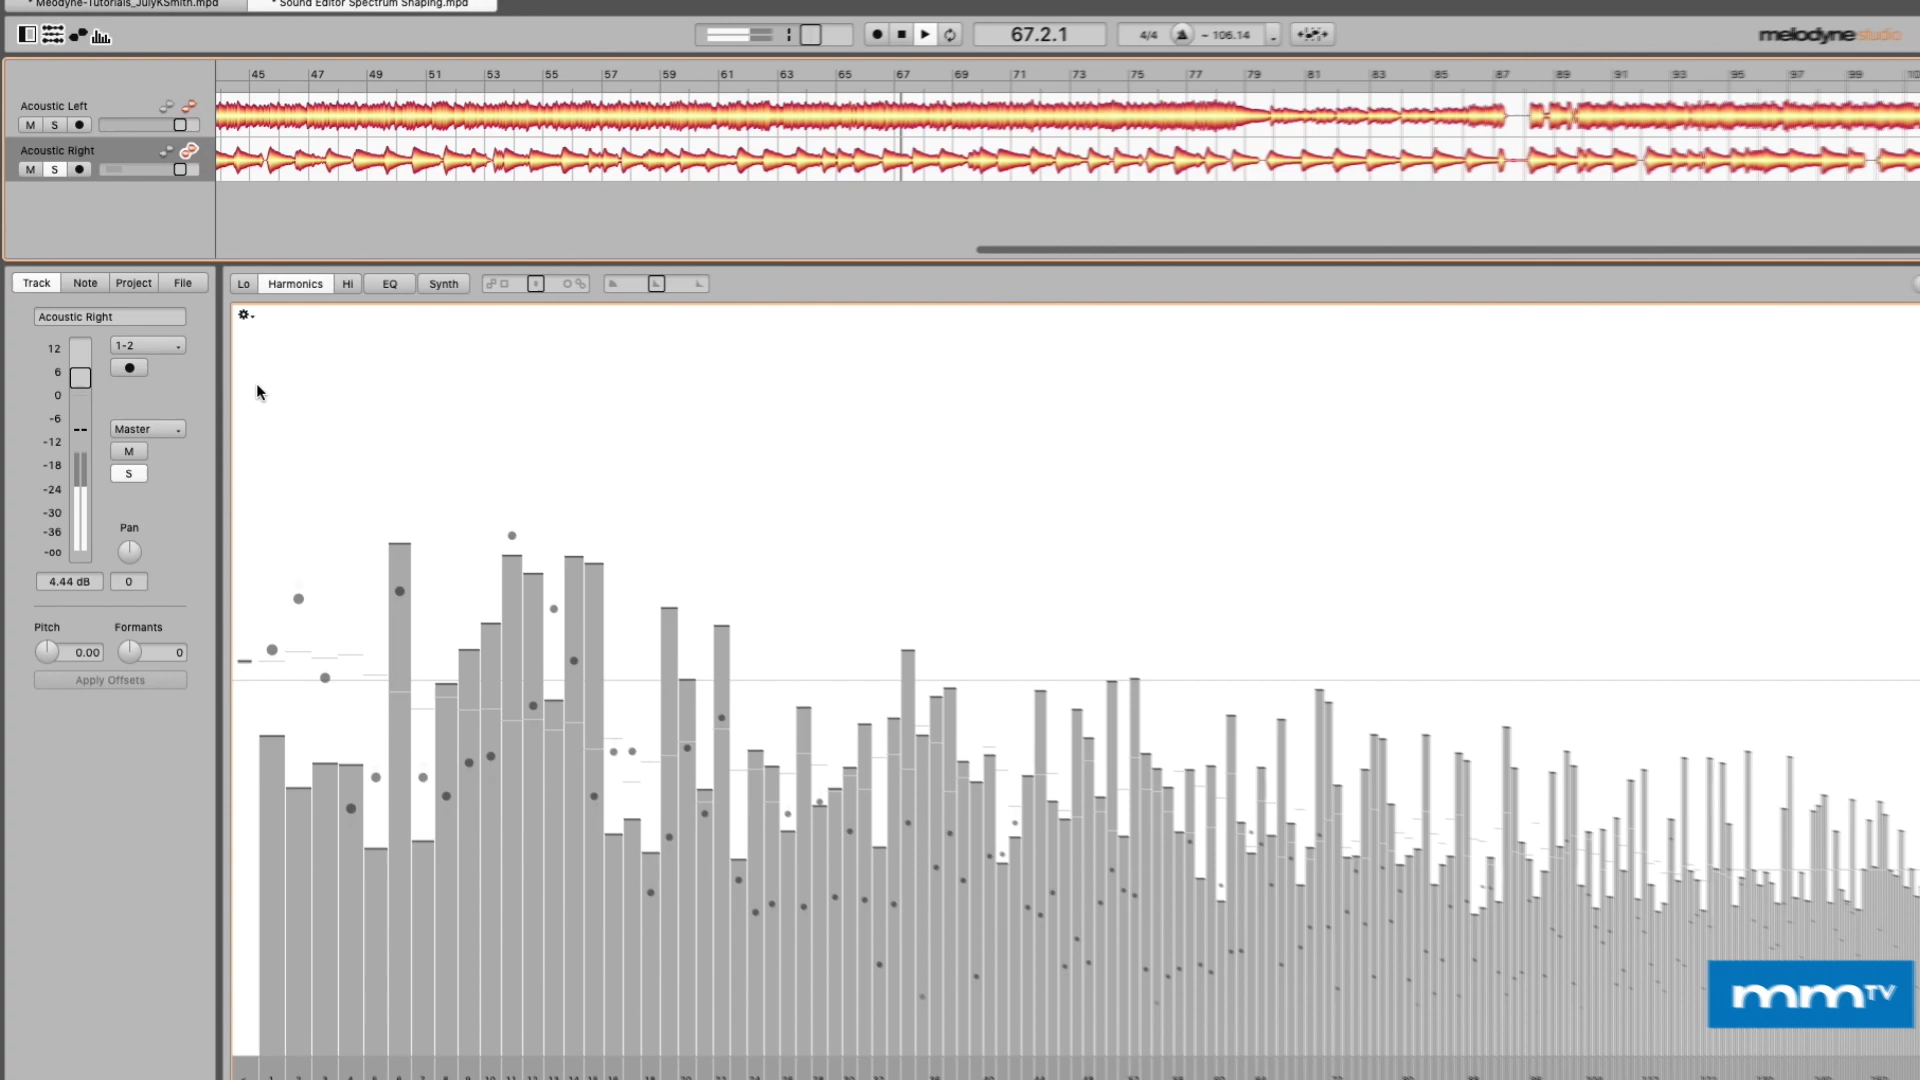 * Meodyne-Tutorials_JulyKSmith.mpd
* Sound Editor Spectrum Shaping.mpd
67.2.1
4/4
~ 106.14
melodyne studio
45 47 49 51 53 55 57 59 61 63 65 67 69 71 73 75 77 79 81 83 85 87 89 91 93 95 97 99
Acoustic Left
M S
Acoustic Right
M S
Track Note Project File
Lo Harmonics Hi EQ Synth
Acoustic Right
1-2
12
6
0
-6
-12
-18
-24
-30
-36
-oo
Master
M
S
Pan
4.44 dB
0
Pitch
Formants
0.00
0
Apply Offsets
mmTV